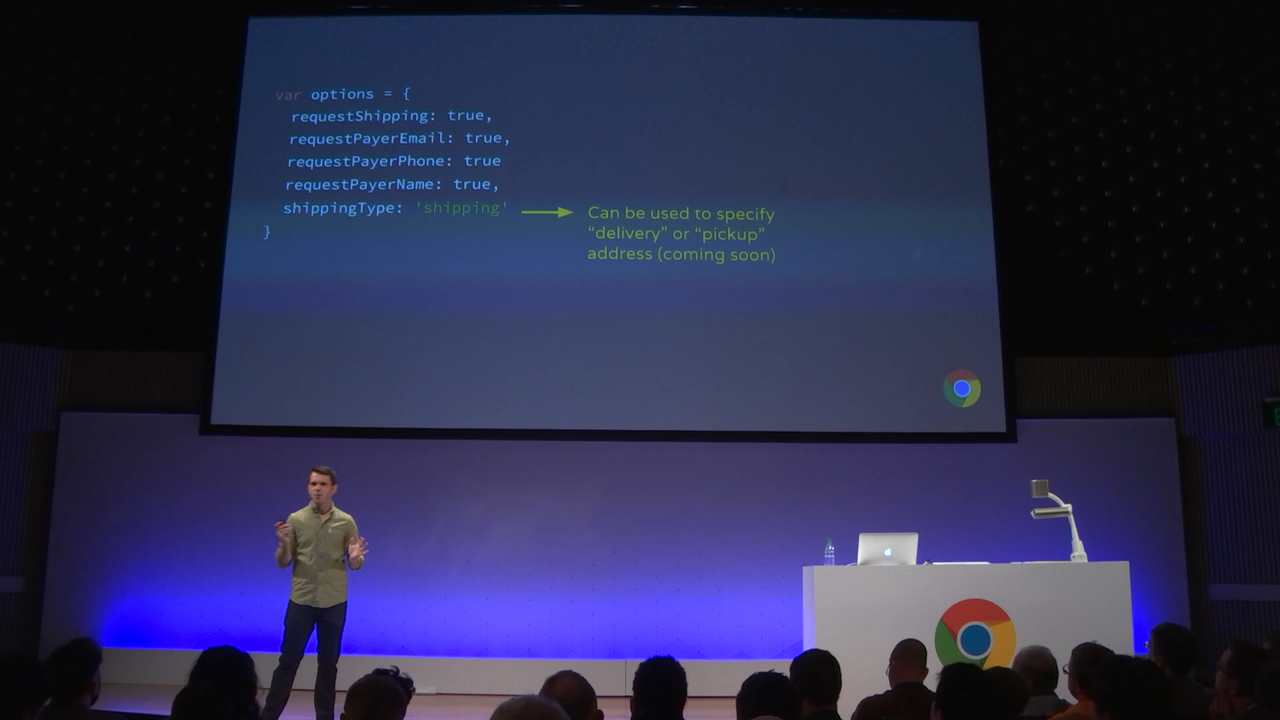 var options = {
requestShipping: true,
requestPayerEmail: true,
requestPayerPhone: true
requestPayerName: true,
shippingType: 'shipping'
}
Can be used to specify
“delivery” or “pickup”
address (coming soon)